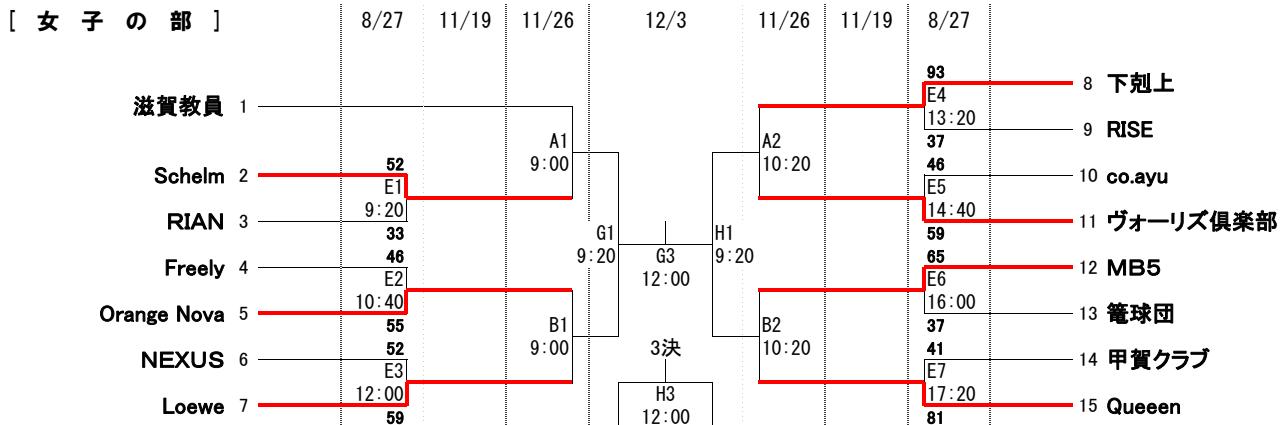 [ 女 子 の 部 ]
8/27 11/19 11/26 12/3 11/26 11/19 8/27
滋賀教員 1
Schelm 2
RIAN 3
Freely 4
Orange Nova 5
NEXUS 6
Loewe 7
52
E1
9:20
33
46
E2
10:40
55
52
E3
12:00
59
A1
9:00
B1
9:00
G1
9:20
G3
12:00
3決
H3
12:00
H1
9:20
A2
10:20
B2
10:20
93
E4
13:20
37
46
E5
14:40
59
65
E6
16:00
37
41
E7
17:20
81
8 下剋上
9 RISE
10 co.ayu
11 ヴォーリズ倶楽部
12 MB5
13 篭球団
14 甲賀クラブ
15 Queeen